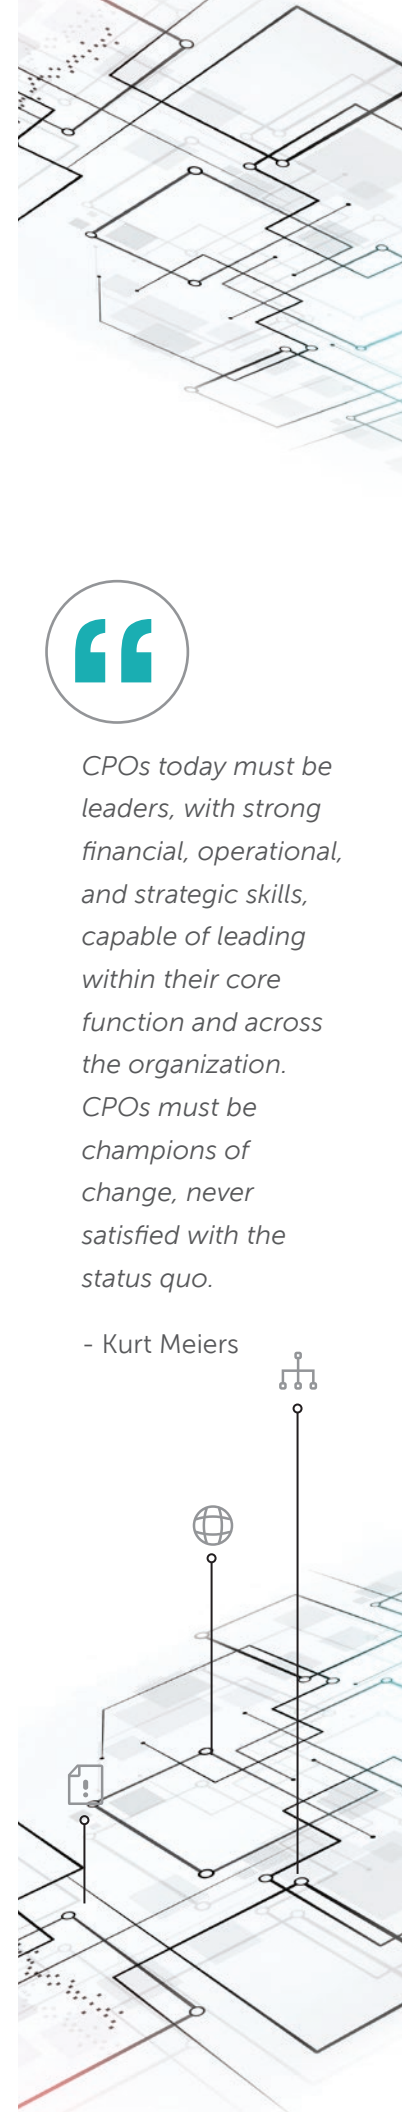 “
CPOs today must be
leaders, with strong
financial, operational,
and strategic skills,
capable of leading
within their core
function and across
the organization.
CPOs must be
champions of
change, never
satisfied with the
status quo.
- Kurt Meiers